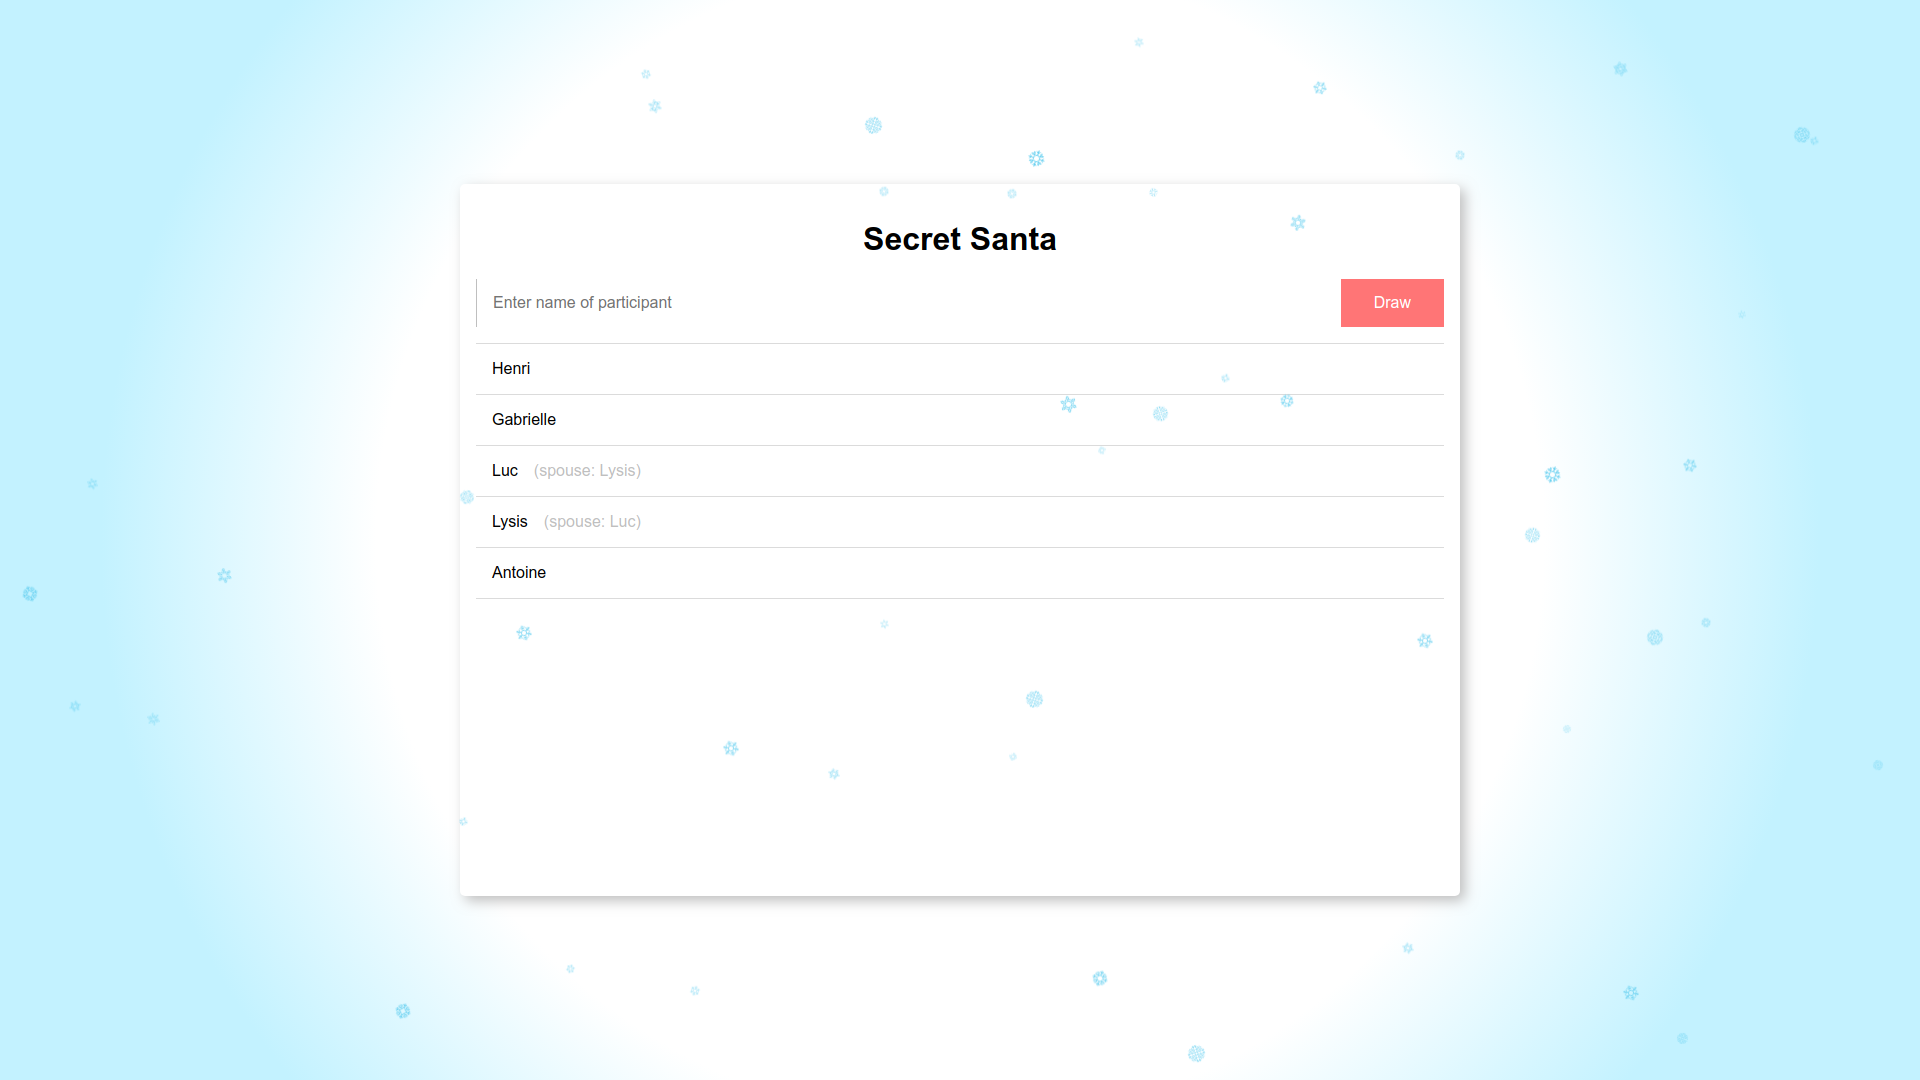 Secret Santa
Enter name of participant
Draw
Henri
Gabrielle
Luc (spouse: Lysis)
Lysis (spouse: Luc)
Antoine